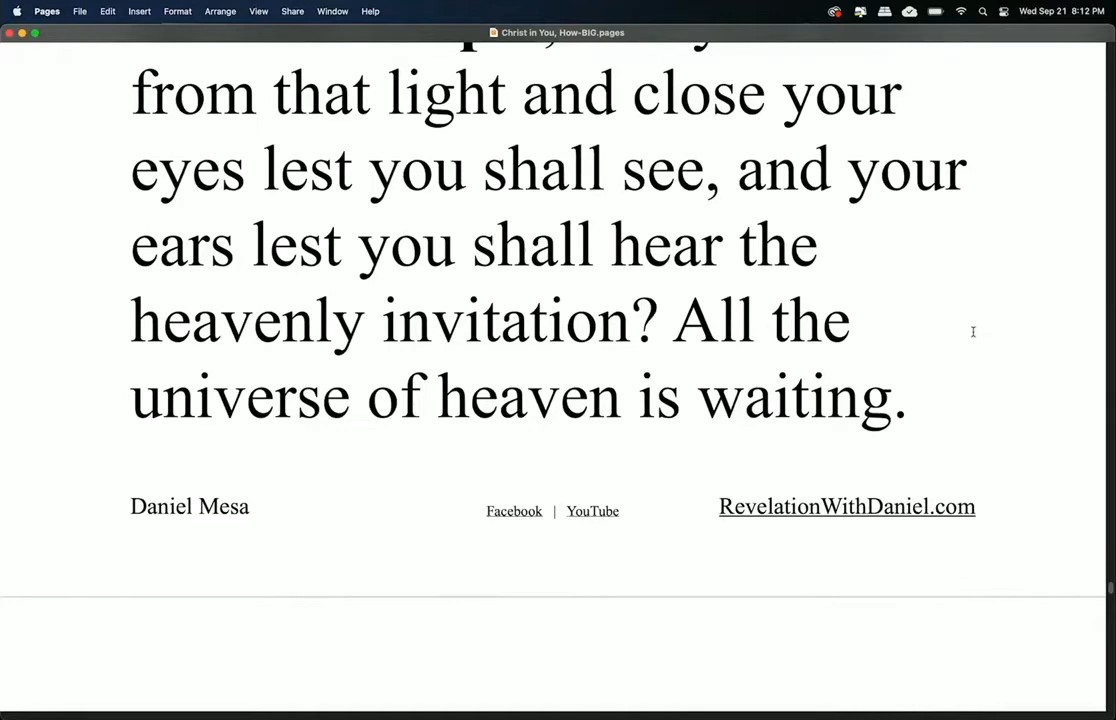 Pages File Edit Insert Format Arrange View Share Window Help Wed Sep 21 8:12 PM
Christ in You, How-BIG.pages
from that light and close your
eyes lest you shall see, and your
ears lest you shall hear the
heavenly invitation? All the
universe of heaven is waiting.
Daniel Mesa Facebook | YouTube RevelationWithDaniel.com